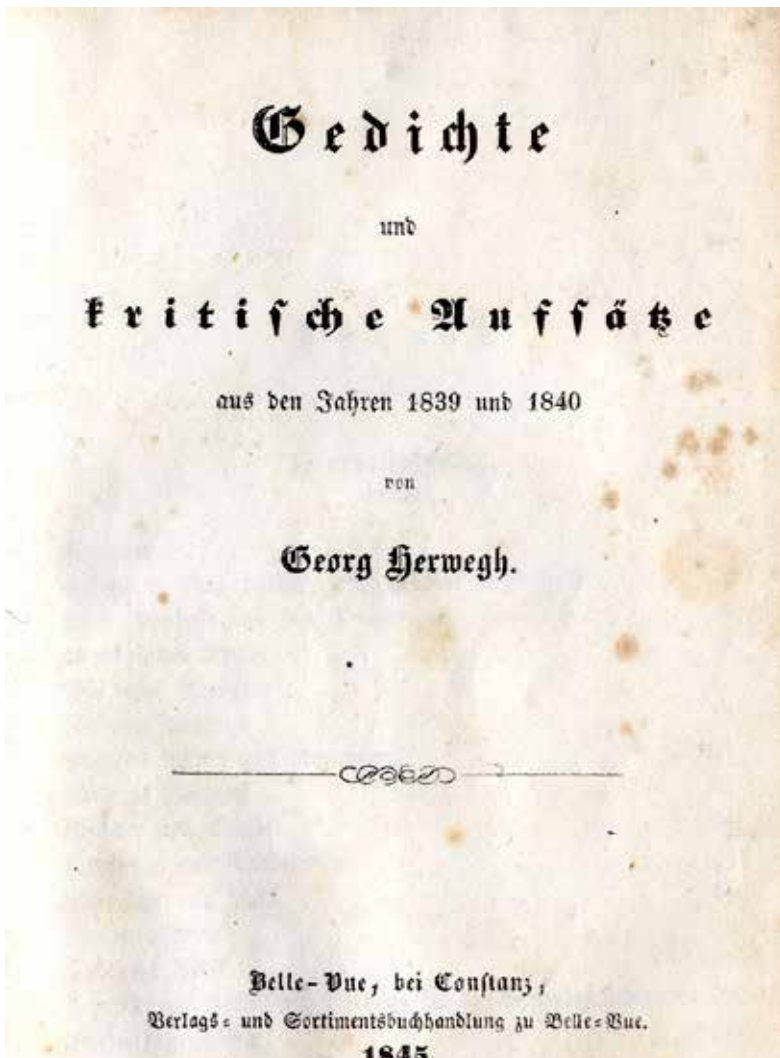 Gedichte
und
kritische Aufsätze
aus den Jahren 1839 und 1840
von
Georg Herwegh.
Belle-Vue, bei Constanz,
Verlags- und Sortimentsbuchhandlung zu Belle-Vue.
1845